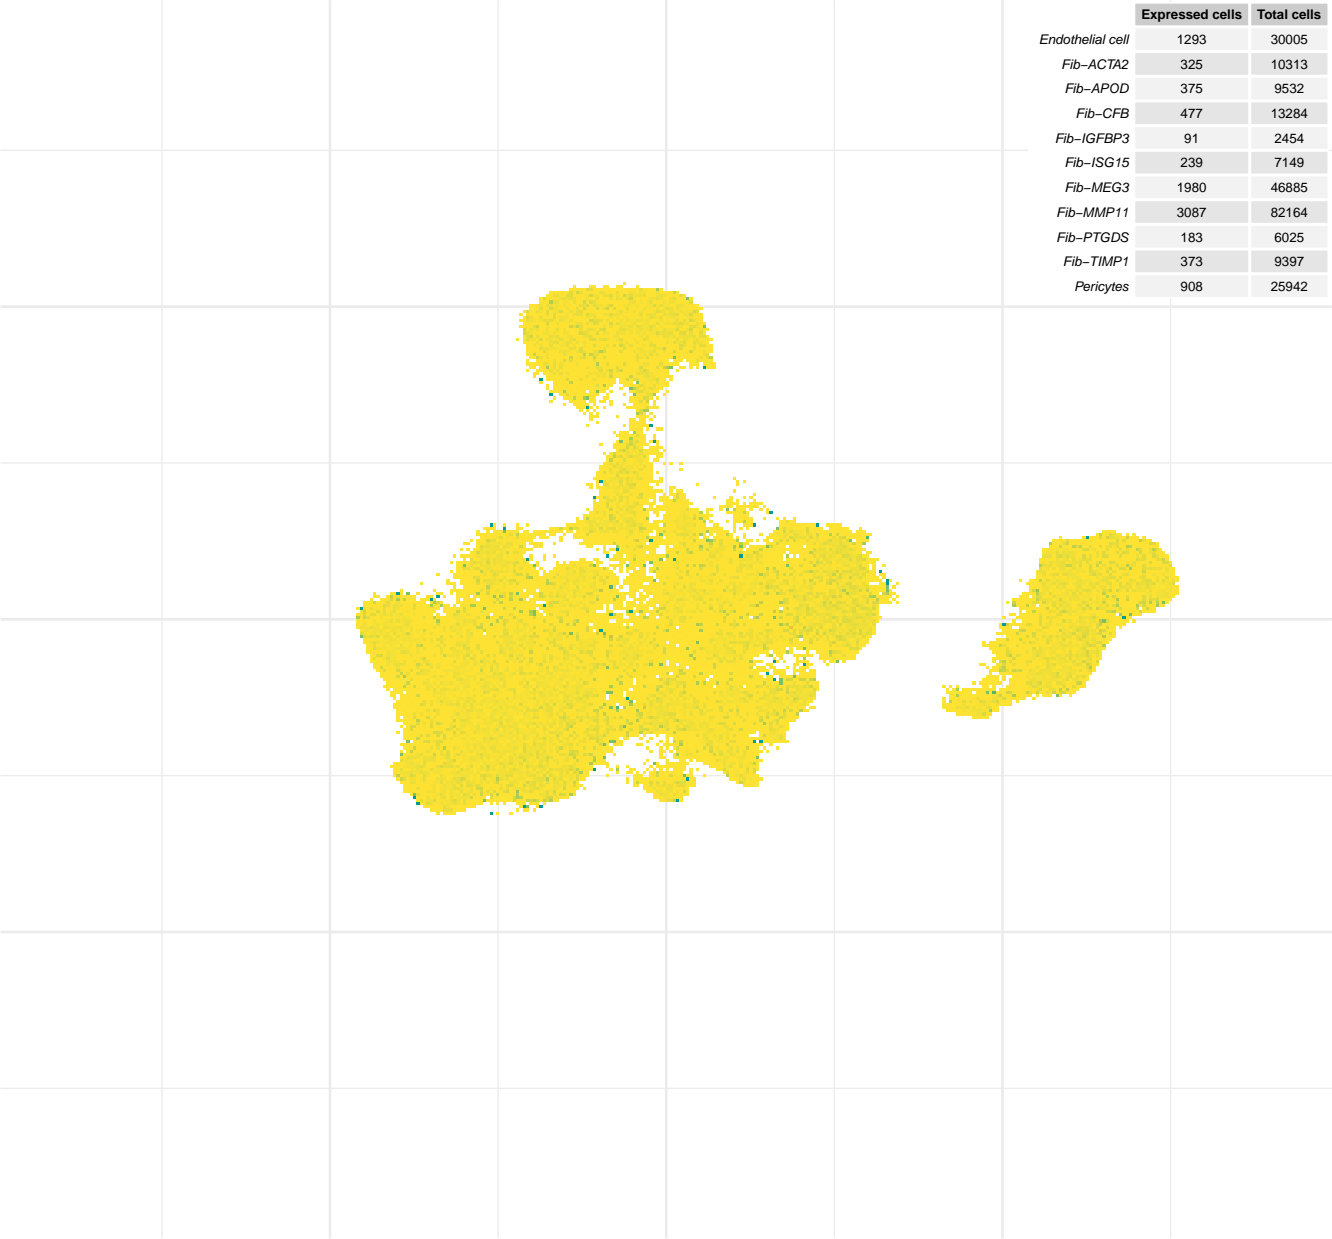 Expressed cells Total cells
Endothelial cell 1293 30005
Fib−ACTA2 325 10313
Fib−APOD 375 9532
Fib−CFB 477 13284
Fib−IGFBP3 91 2454
Fib−ISG15 239 7149
Fib−MEG3 1980 46885
Fib−MMP11 3087 82164
Fib−PTGDS 183 6025
Fib−TIMP1 373 9397
Pericytes 908 25942